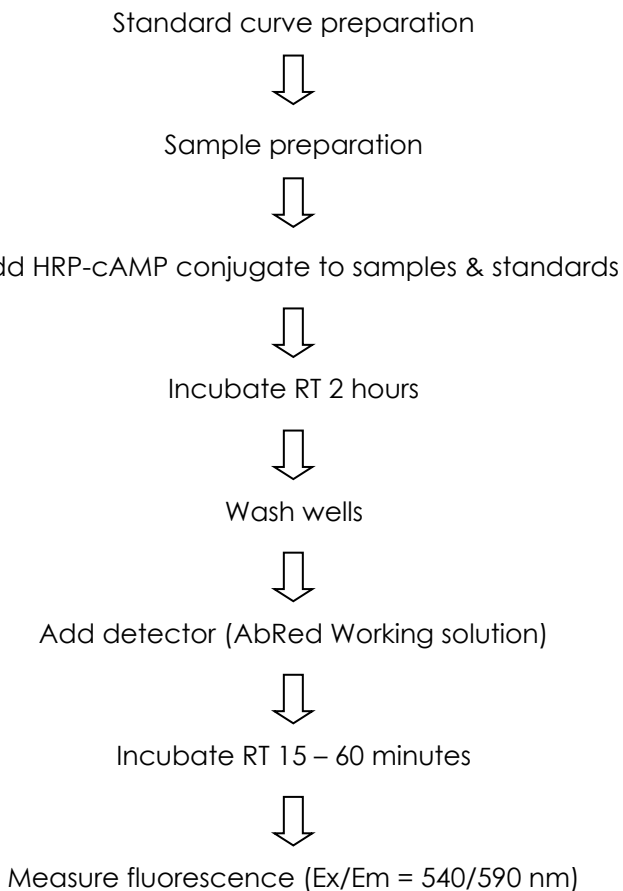 Standard curve preparation
Sample preparation
dd HRP-cAMP conjugate to samples & standards
Incubate RT 2 hours
Wash wells
Add detector (AbRed Working solution)
Incubate RT 15 – 60 minutes
Measure fluorescence (Ex/Em = 540/590 nm)